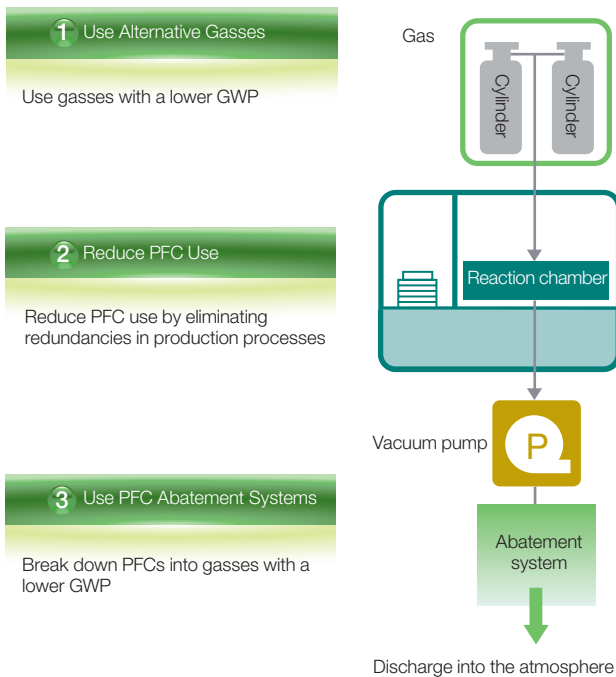 1 Use Alternative Gasses
Use gasses with a lower GWP
2 Reduce PFC Use
Reduce PFC use by eliminating
redundancies in production processes
3 Use PFC Abatement Systems
Break down PFCs into gasses with a
lower GWP
Gas
Cylinder
Cylinder
Reaction chamber
Vacuum pump
P
Abatement
system
Discharge into the atmosphere